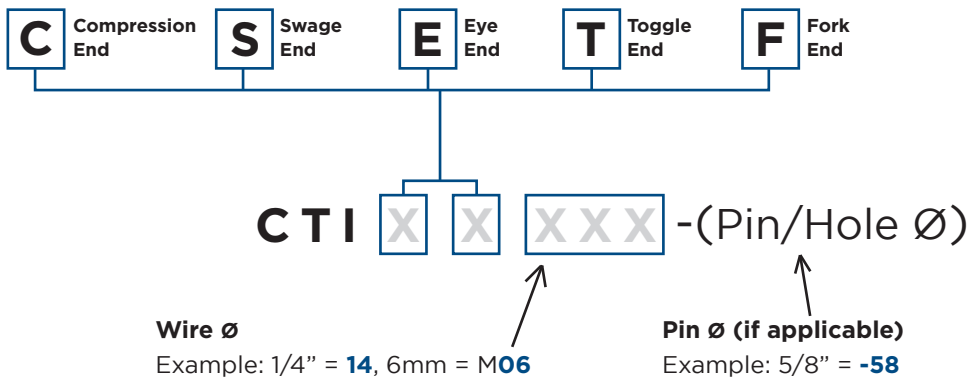 C Compression End
S Swage End
E Eye End
T Toggle End
F Fork End
CTI X X XXX -(Pin/Hole Ø)
Wire Ø
Example: 1/4” = 14, 6mm = M06
Pin Ø (if applicable)
Example: 5/8” = -58